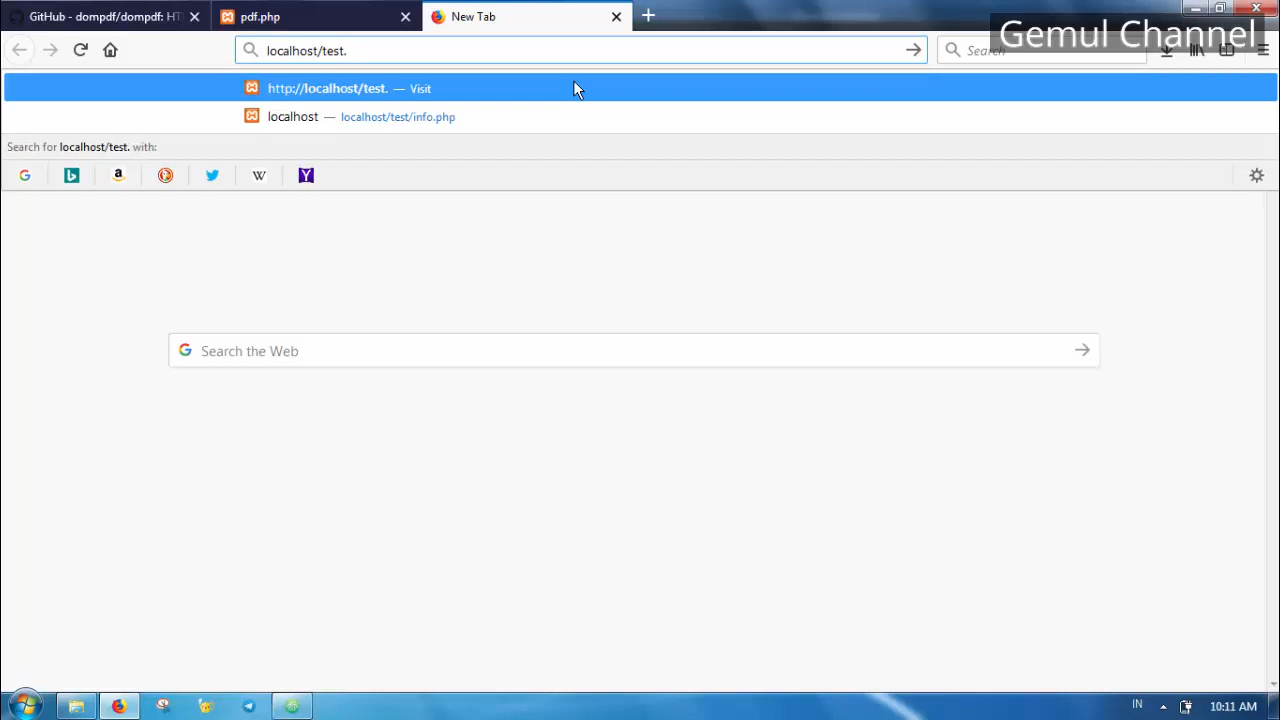 GitHub - dompdf/dompdf: HT
pdf.php
New Tab
Gemul Channel
localhost/test.
Search
http://localhost/test. — Visit
localhost — localhost/test/info.php
Search for localhost/test. with:
Search the Web
IN
10:11 AM